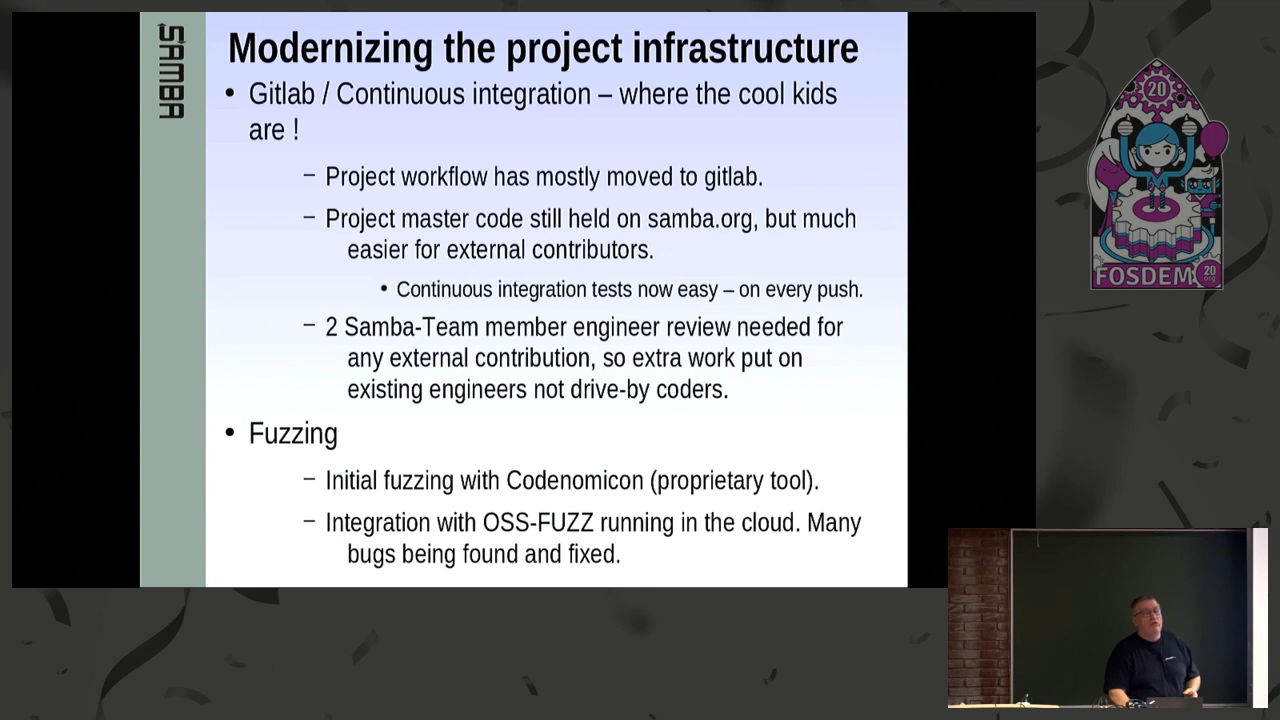 SAMBA
Modernizing the project infrastructure
• Gitlab / Continuous integration – where the cool kids
are !
– Project workflow has mostly moved to gitlab.
– Project master code still held on samba.org, but much
easier for external contributors.
• Continuous integration tests now easy – on every push.
– 2 Samba-Team member engineer review needed for
any external contribution, so extra work put on
existing engineers not drive-by coders.
• Fuzzing
– Initial fuzzing with Codenomicon (proprietary tool).
– Integration with OSS-FUZZ running in the cloud. Many
bugs being found and fixed.
20
FOSDEM
20
org